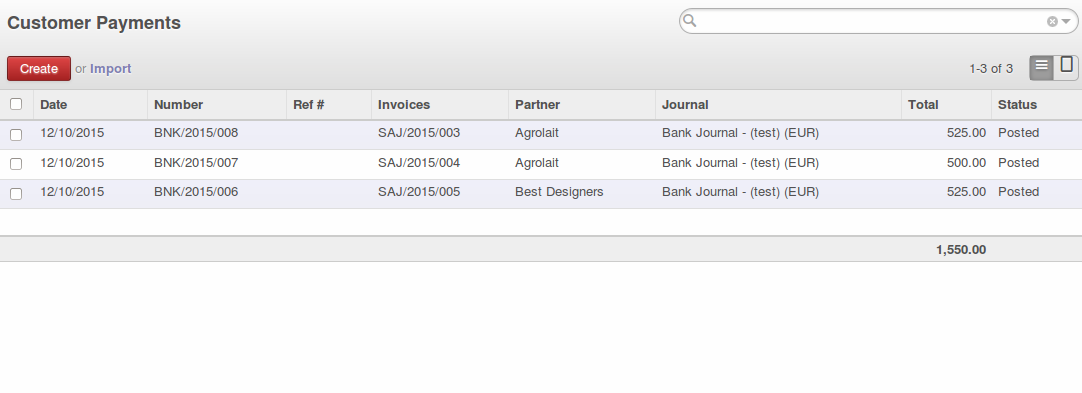 Customer Payments
Create or Import 1-3 of 3
Date Number Ref # Invoices Partner Journal Total Status
12/10/2015 BNK/2015/008 SAJ/2015/003 Agrolait Bank Journal - (test) (EUR) 525.00 Posted
12/10/2015 BNK/2015/007 SAJ/2015/004 Agrolait Bank Journal - (test) (EUR) 500.00 Posted
12/10/2015 BNK/2015/006 SAJ/2015/005 Best Designers Bank Journal - (test) (EUR) 525.00 Posted
1,550.00